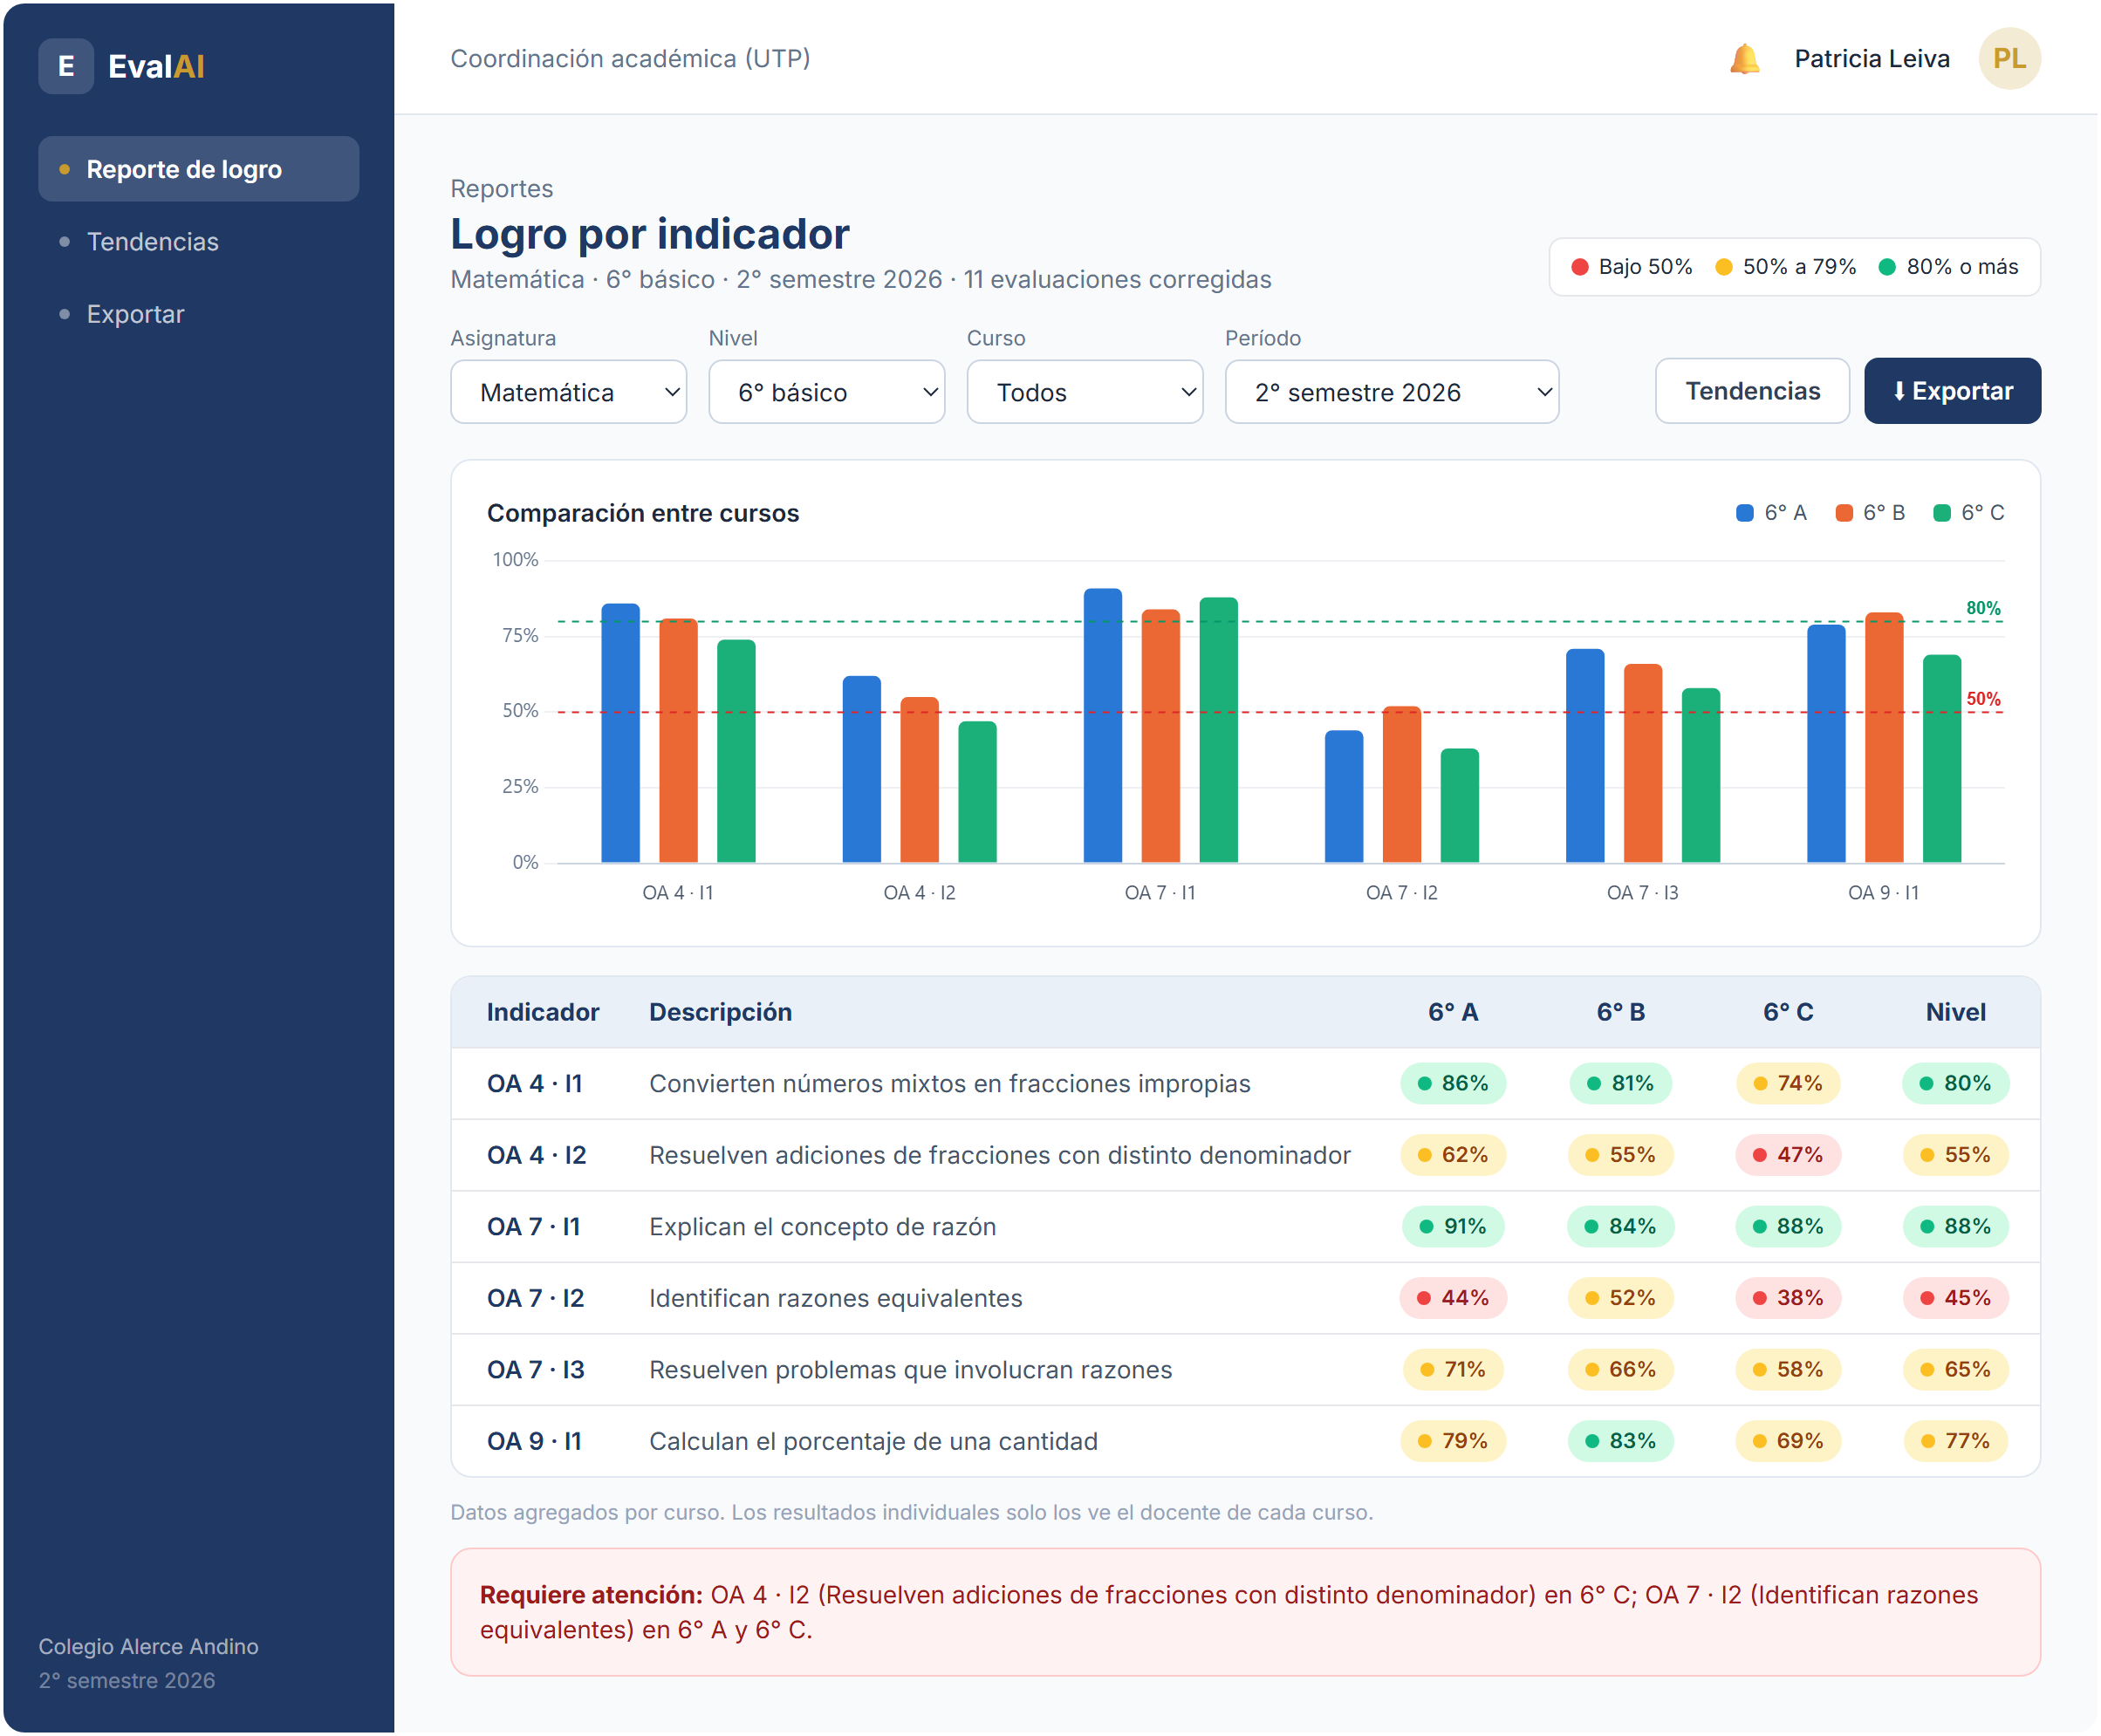 E EvalAI
Reporte de logro
Tendencias
Exportar
Colegio Alerce Andino
2° semestre 2026
Coordinación académica (UTP)
Patricia Leiva PL
Reportes
Logro por indicador
Matemática · 6° básico · 2° semestre 2026 · 11 evaluaciones corregidas
Bajo 50% 50% a 79% 80% o más
Asignatura Nivel Curso Período
Matemática 6° básico Todos 2° semestre 2026 Tendencias ⬇ Exportar
Comparación entre cursos 6° A 6° B 6° C
100%
80%
75%
50%
50%
25%
0%
OA 4 · I1 OA 4 · I2 OA 7 · I1 OA 7 · I2 OA 7 · I3 OA 9 · I1
Indicador Descripción 6° A 6° B 6° C Nivel
OA 4 · I1 Convierten números mixtos en fracciones impropias 86% 81% 74% 80%
OA 4 · I2 Resuelven adiciones de fracciones con distinto denominador 62% 55% 47% 55%
OA 7 · I1 Explican el concepto de razón 91% 84% 88% 88%
OA 7 · I2 Identifican razones equivalentes 44% 52% 38% 45%
OA 7 · I3 Resuelven problemas que involucran razones 71% 66% 58% 65%
OA 9 · I1 Calculan el porcentaje de una cantidad 79% 83% 69% 77%
Datos agregados por curso. Los resultados individuales solo los ve el docente de cada curso.
Requiere atención: OA 4 · I2 (Resuelven adiciones de fracciones con distinto denominador) en 6° C; OA 7 · I2 (Identifican razones
equivalentes) en 6° A y 6° C.